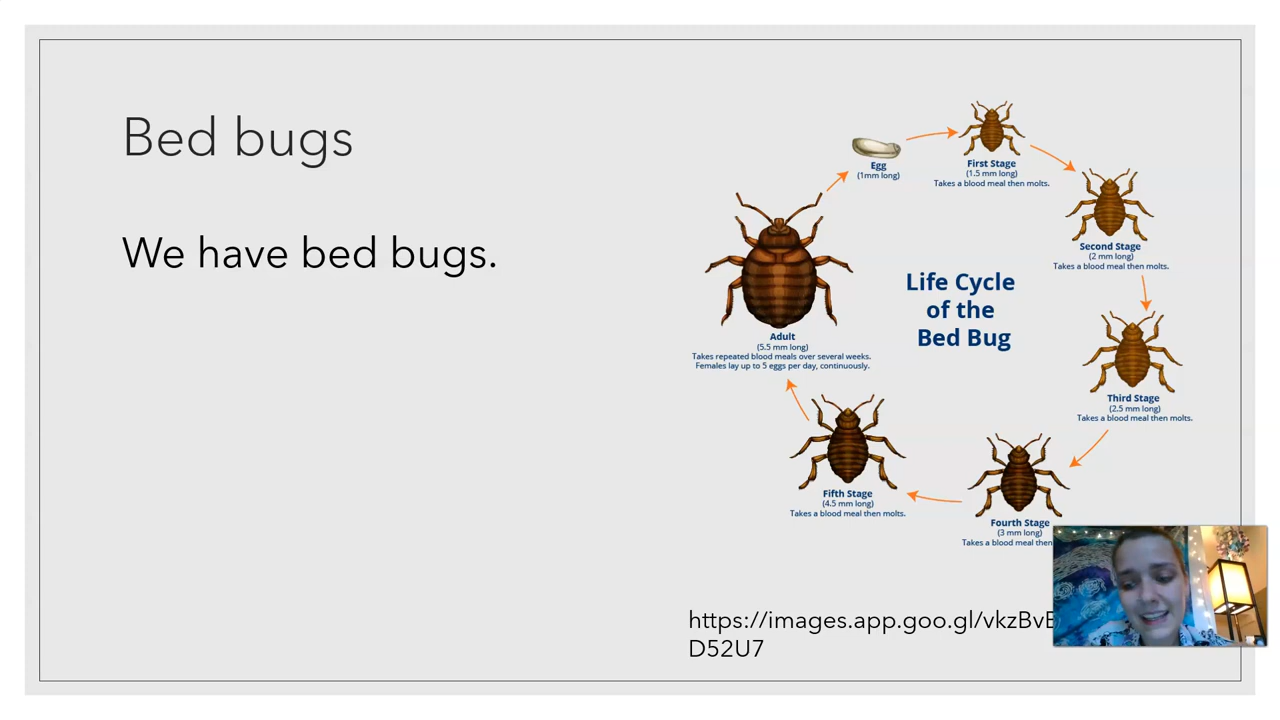 Bed bugs
We have bed bugs.
Egg
(1mm long)
First Stage
(1.5 mm long)
Takes a blood meal then molts.
Second Stage
(2 mm long)
Takes a blood meal then molts.
Third Stage
(2.5 mm long)
Takes a blood meal then molts.
Fourth Stage
(3 mm long)
Takes a blood meal then
Fifth Stage
(4.5 mm long)
Takes a blood meal then molts.
Adult
(5.5 mm long)
Takes repeated blood meals over several weeks.
Females lay up to 5 eggs per day, continuously.
Life Cycle
of the
Bed Bug
https://images.app.goo.gl/vkzBvE
D52U7